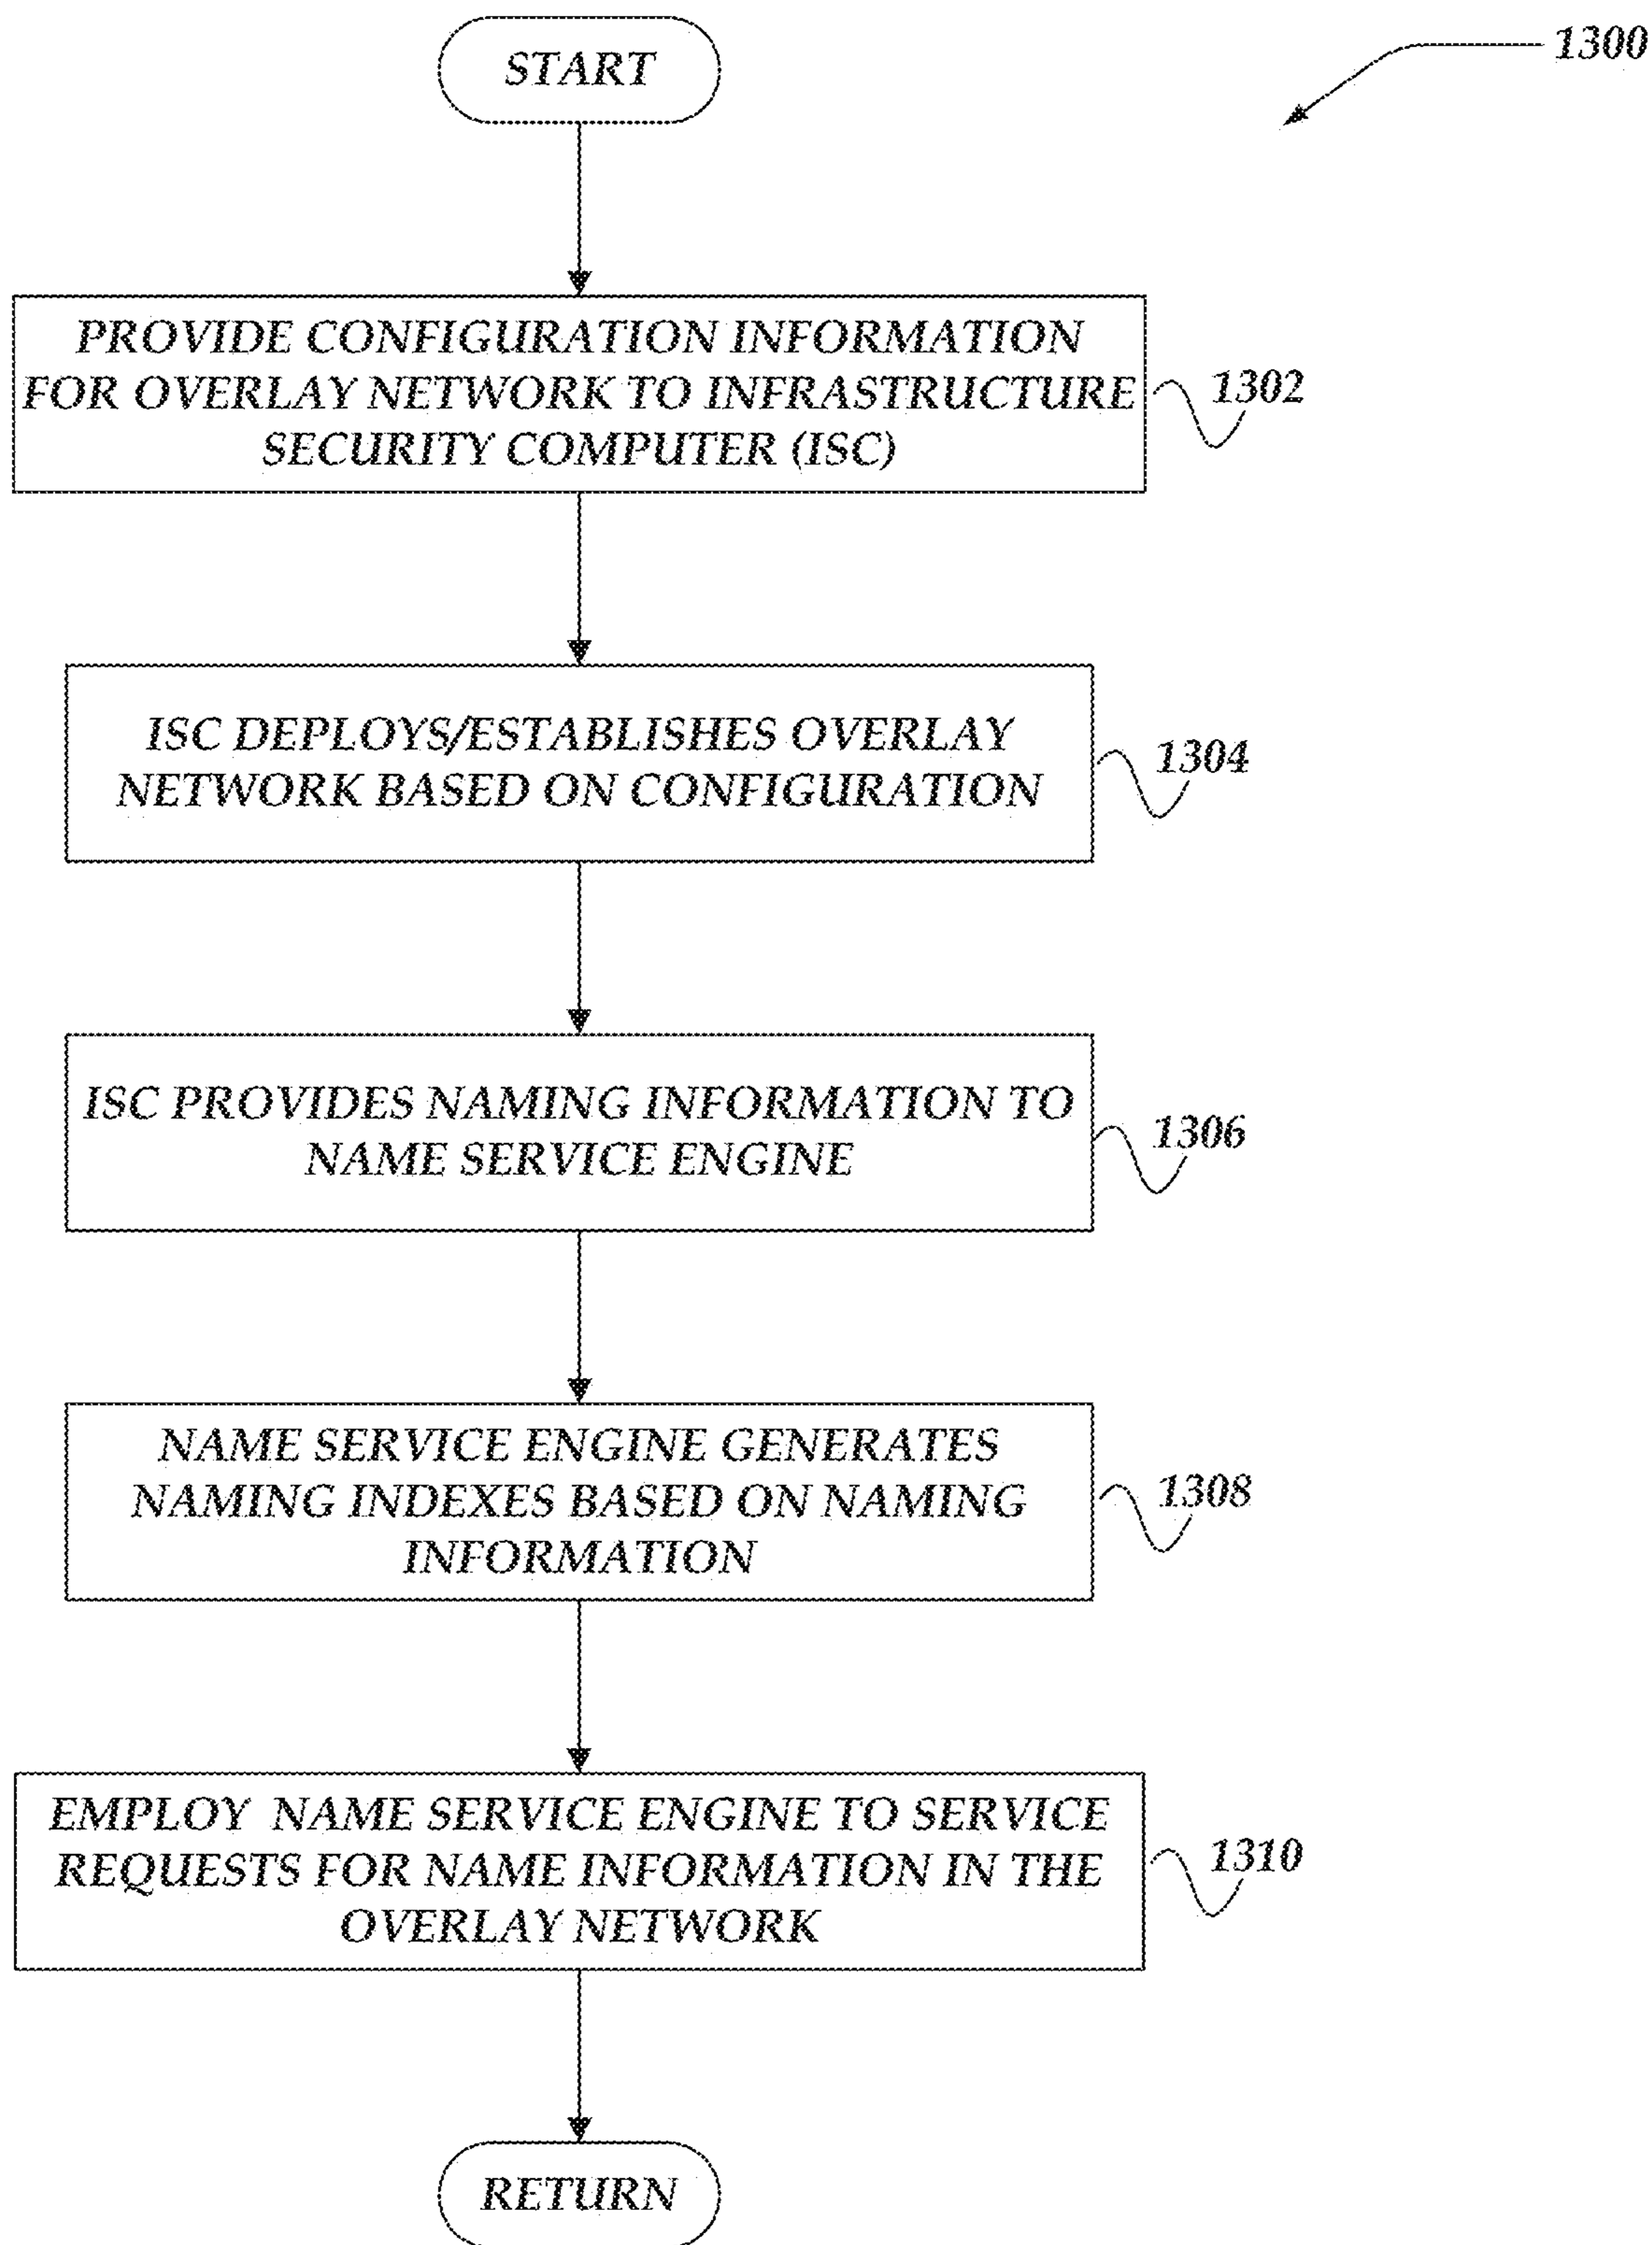 START
1300
PROVIDE CONFIGURATION INFORMATION
FOR OVERLAY NETWORK TO INFRASTRUCTURE
SECURITY COMPUTER (ISC)
1302
ISC DEPLOYS/ESTABLISHES OVERLAY
NETWORK BASED ON CONFIGURATION
1304
ISC PROVIDES NAMING INFORMATION TO
NAME SERVICE ENGINE
1306
NAME SERVICE ENGINE GENERATES
NAMING INDEXES BASED ON NAMING
INFORMATION
1308
EMPLOY NAME SERVICE ENGINE TO SERVICE
REQUESTS FOR NAME INFORMATION IN THE
OVERLAY NETWORK
1310
RETURN